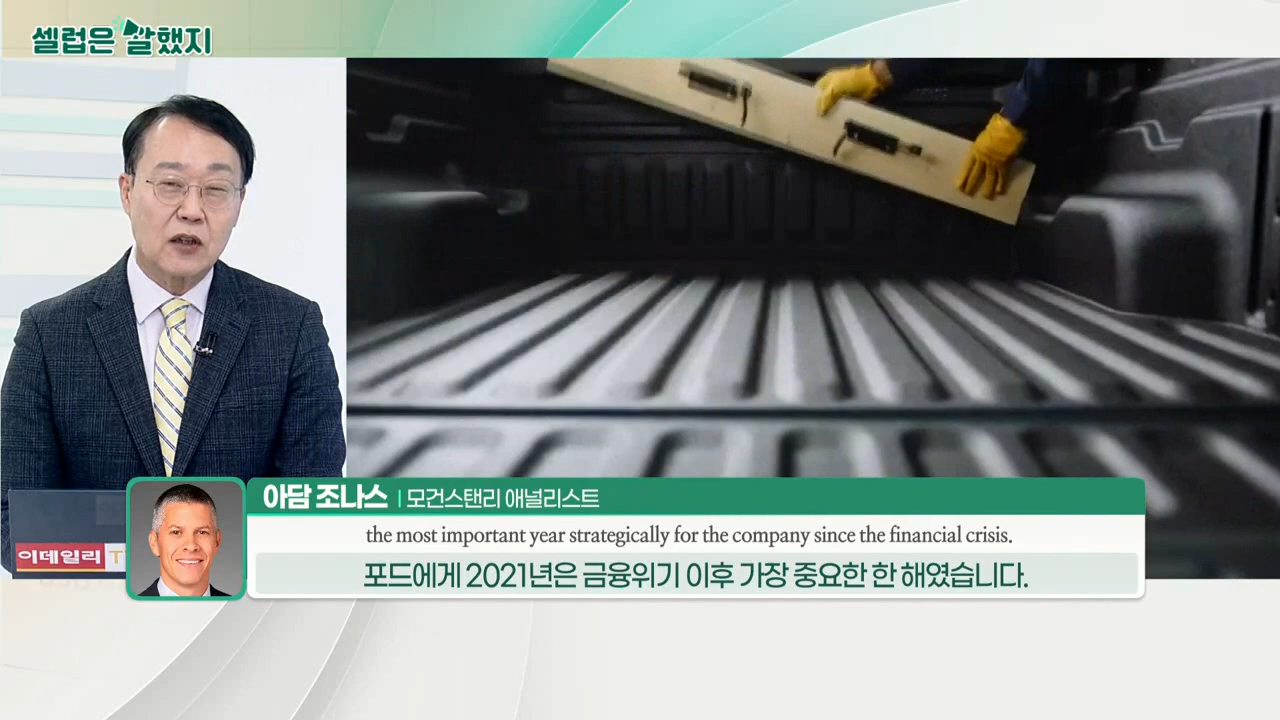 셀럽은 말했지
아담 조나스 | 모건스탠리 애널리스트
the most important year strategically for the company since the financial crisis.
포드에게 2021년은 금융위기 이후 가장 중요한 한 해였습니다.
이데일리 T